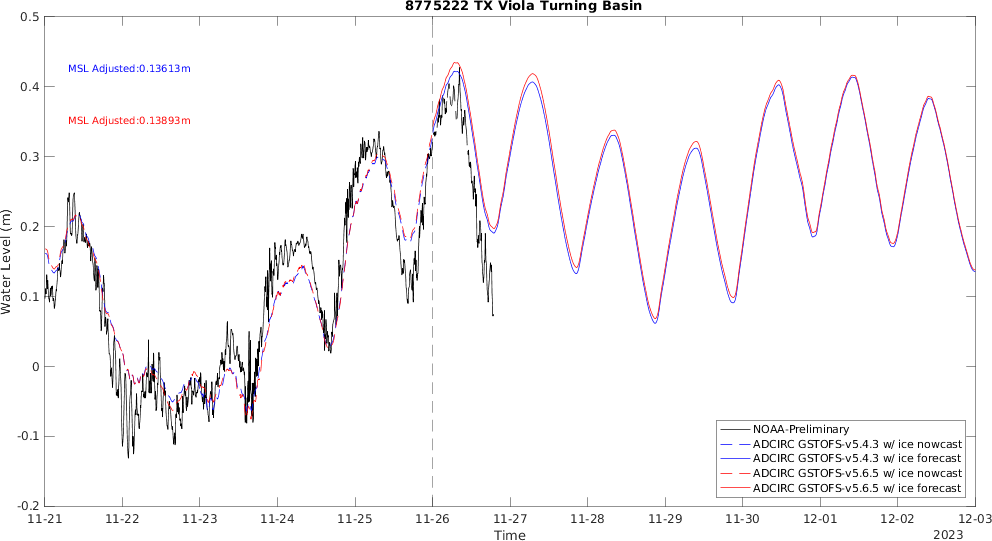 8775222 TX Viola Turning Basin
MSL Adjusted:0.13613m
MSL Adjusted:0.13893m
Water Level (m)
0.5
0.4
0.3
0.2
0.1
0
-0.1
-0.2
NOAA-Preliminary
ADCIRC GSTOFS-v5.4.3 w/ ice nowcast
ADCIRC GSTOFS-v5.4.3 w/ ice forecast
ADCIRC GSTOFS-v5.6.5 w/ ice nowcast
ADCIRC GSTOFS-v5.6.5 w/ ice forecast
11-21 11-22 11-23 11-24 11-25 11-26 11-27 11-28 11-29 11-30 12-01 12-02 12-03
Time
2023